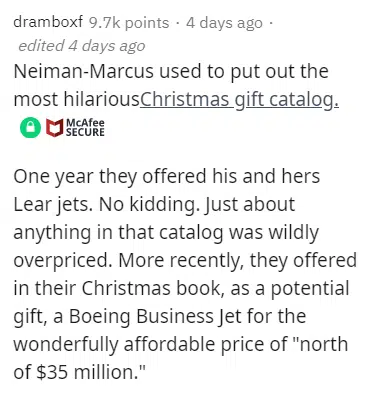 dramboxf 9.7k points · 4 days ago ·
edited 4 days ago
Neiman-Marcus used to put out the
most hilariousChristmas gift catalog.
McAfee
SECURE
One year they offered his and hers
Lear jets. No kidding. Just about
anything in that catalog was wildly
overpriced. More recently, they offered
in their Christmas book, as a potential
gift, a Boeing Business Jet for the
wonderfully affordable price of "north
of $35 million."